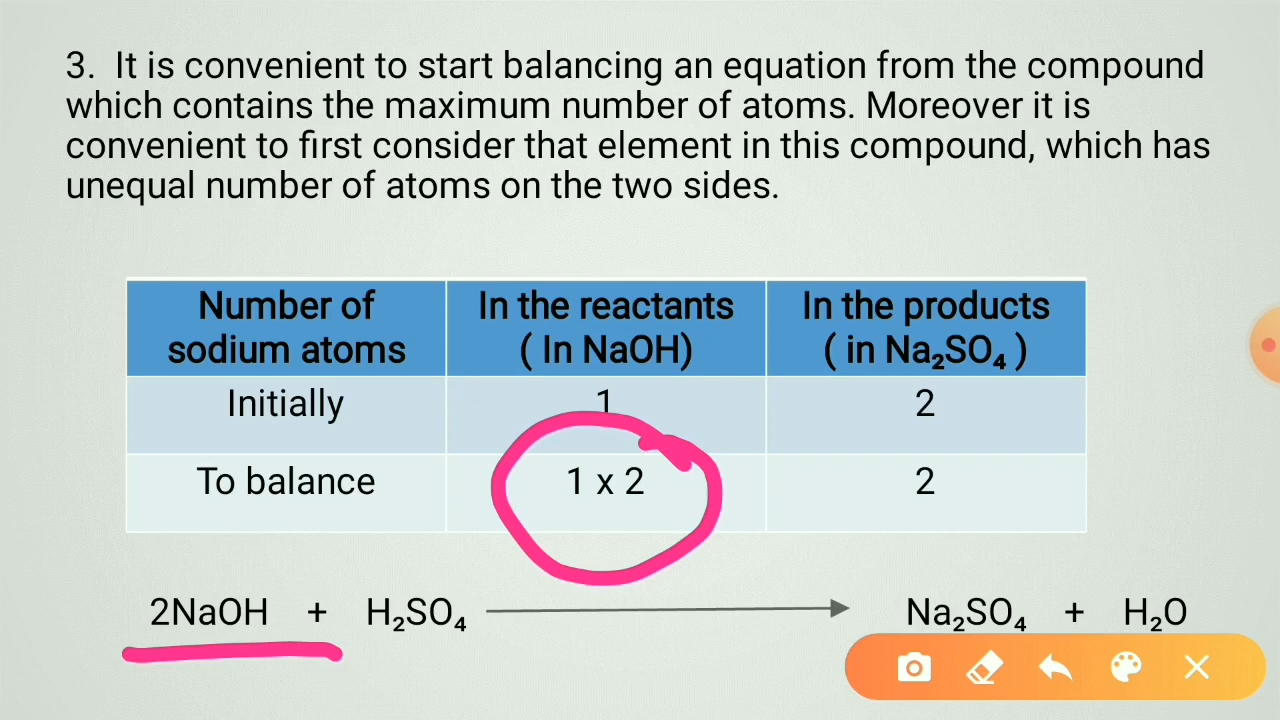 3. It is convenient to start balancing an equation from the compound
which contains the maximum number of atoms. Moreover it is
convenient to first consider that element in this compound, which has
unequal number of atoms on the two sides.
Number of sodium atoms In the reactants ( In NaOH) In the products ( in Na₂SO₄ )
Initially 1 2
To balance 1 x 2 2
2NaOH + H₂SO₄ → Na₂SO₄ + H₂O